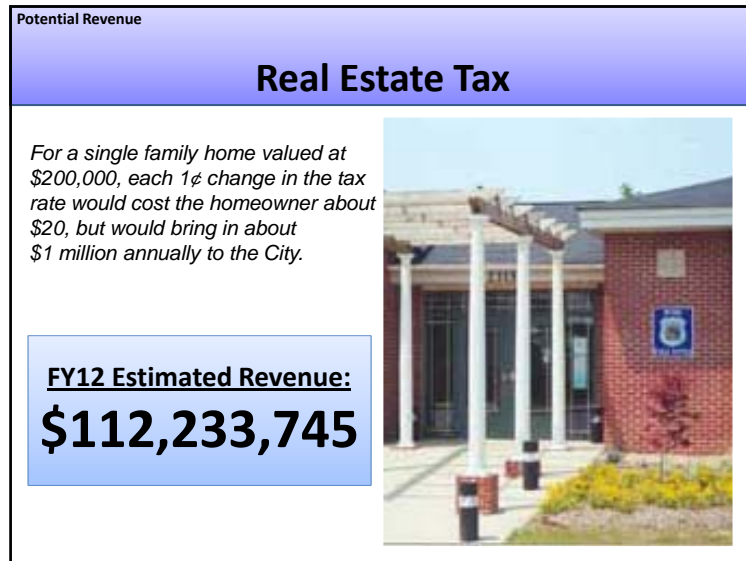 Potential Revenue
Real Estate Tax
For a single family home valued at
$200,000, each 1¢ change in the tax
rate would cost the homeowner about
$20, but would bring in about
$1 million annually to the City.
FY12 Estimated Revenue:
$112,233,745